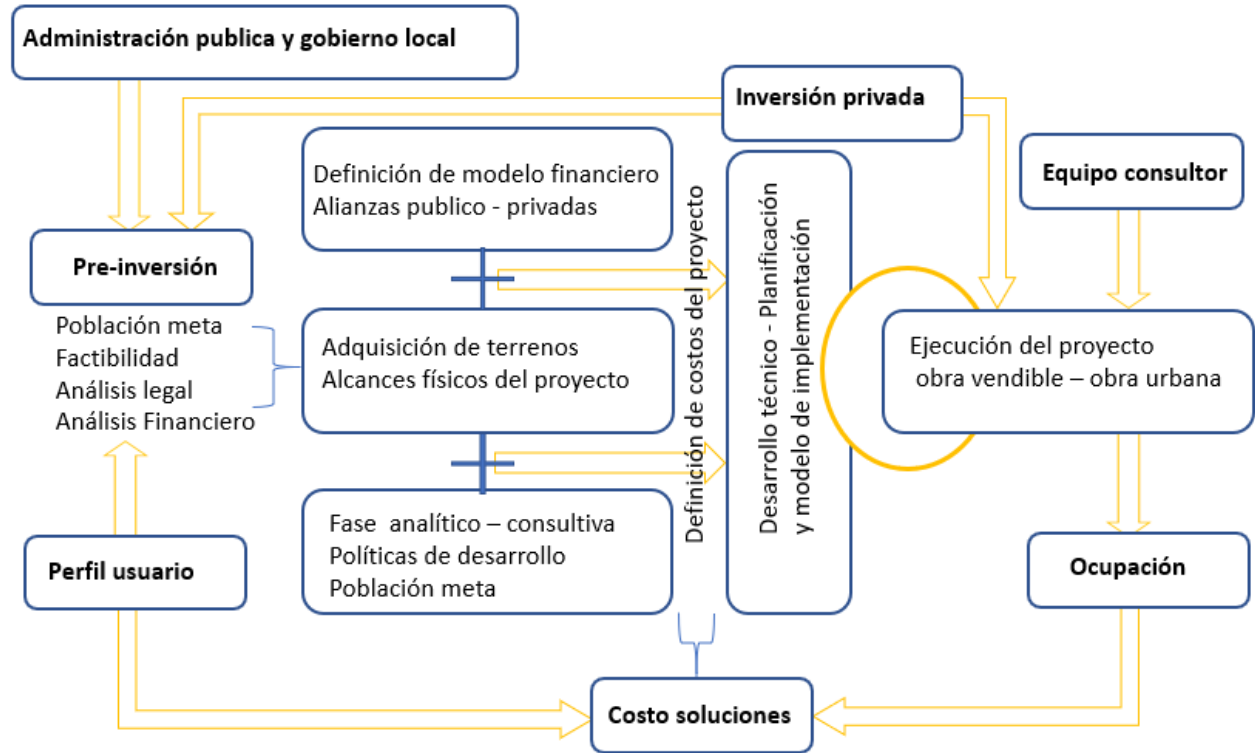 Administración publica y gobierno local
Inversión privada
Equipo consultor
Pre-inversión
Población meta
Factibilidad
Análisis legal
Análisis Financiero
Perfil usuario
Definición de modelo financiero
Alianzas publico - privadas
Adquisición de terrenos
Alcances físicos del proyecto
Fase analítico – consultiva
Políticas de desarrollo
Población meta
Definición de costos del proyecto
Desarrollo técnico - Planificación
y modelo de implementación
Ejecución del proyecto
obra vendible – obra urbana
Ocupación
Costo soluciones